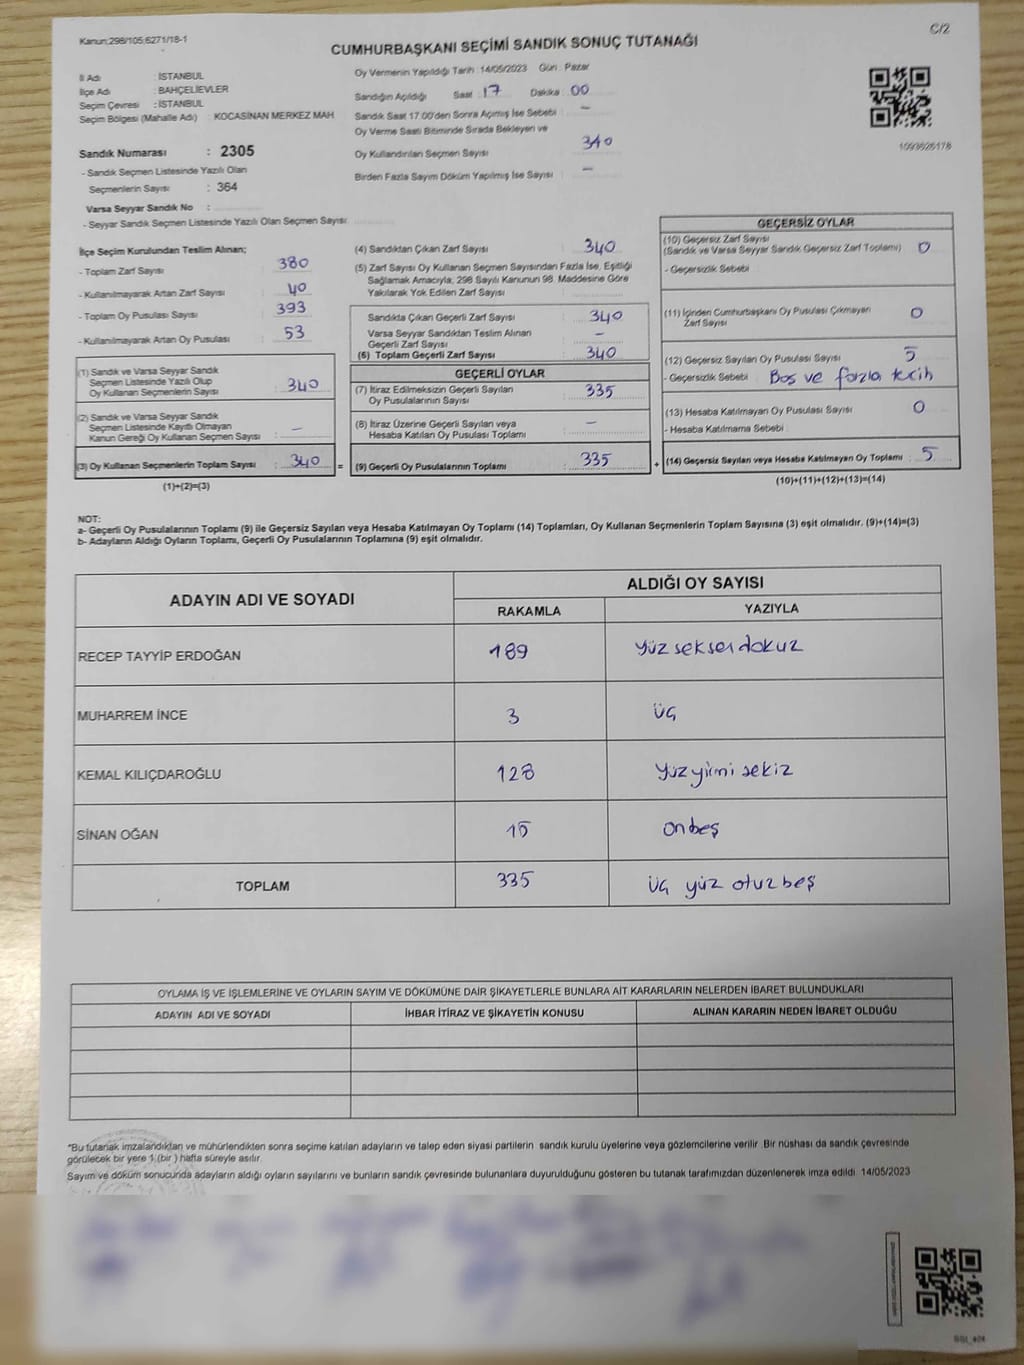 Kanun:298/105;6271/18-1
C/2
CUMHURBAŞKANI SEÇİMİ SANDIK SONUÇ TUTANAĞI
İl Adı : İSTANBUL
İlçe Adı : BAHÇELİEVLER
Seçim Çevresi : İSTANBUL
Seçim Bölgesi (Mahalle Adı) : KOCASİNAN MERKEZ MAH
Sandık Numarası : 2305
- Sandık Seçmen Listesinde Yazılı Olan
Seçmenlerin Sayısı : 364
Varsa Seyyar Sandık No :
- Seyyar Sandık Seçmen Listesinde Yazılı Olan Seçmen Sayısı:
Oy Vermenin Yapıldığı Tarih : 14/05/2023 Gün : Pazar
Sandığın Açıldığı Saat : 17 Dakika : 00
Sandık Saat 17.00'den Sonra Açımış İse Sebebi : -
Oy Verme Saati Bitiminde Sırada Bekleyen ve
Oy Kullandırılan Seçmen Sayısı : 340
Birden Fazla Sayım Döküm Yapılmış İse Sayısı : -
1093626178
İlçe Seçim Kurulundan Teslim Alınan;
- Toplam Zarf Sayısı : 380
- Kullanılmayarak Artan Zarf Sayısı : 40
- Toplam Oy Pusulası Sayısı : 393
- Kullanılmayarak Artan Oy Pusulası : 53
(1) Sandık ve Varsa Seyyar Sandık
Seçmen Listesinde Yazılı Olup
Oy Kullanan Seçmenlerin Sayısı : 340
(2) Sandık ve Varsa Seyyar Sandık
Seçmen Listesinde Kayıtlı Olmayan
Kanun Gereği Oy Kullanan Seçmen Sayısı : -
(3) Oy Kullanan Seçmenlerin Toplam Sayısı : 340 =
(1)+(2)=(3)
(4) Sandıktan Çıkan Zarf Sayısı : 340
(5) Zarf Sayısı Oy Kullanan Seçmen Sayısından Fazla İse, Eşitliği
Sağlamak Amacıyla, 298 Sayılı Kanunun 98. Maddesine Göre
Yakılarak Yok Edilen Zarf Sayısı :
Sandıkta Çıkan Geçerli Zarf Sayısı : 340
Varsa Seyyar Sandıktan Teslim Alınan
Geçerli Zarf Sayısı : -
(6) Toplam Geçerli Zarf Sayısı : 340
GEÇERLİ OYLAR
(7) İtiraz Edilmeksizin Geçerli Sayılan
Oy Pusulalarının Sayısı : 335
(8) İtiraz Üzerine Geçerli Sayılan veya
Hesaba Katılan Oy Pusulası Toplamı : -
(9) Geçerli Oy Pusulalarının Toplamı : 335 +
GEÇERSİZ OYLAR
(10) Geçersiz Zarf Sayısı
(Sandık ve Varsa Seyyar Sandık Geçersiz Zarf Toplamı) : 0
- Geçersizlik Sebebi :
(11) İçinden Cumhurbaşkanı Oy Pusulası Çıkmayan
Zarf Sayısı : 0
(12) Geçersiz Sayılan Oy Pusulası Sayısı : 5
- Geçersizlik Sebebi : Boş ve fazla tercih
(13) Hesaba Katılmayan Oy Pusulası Sayısı : 0
- Hesaba Katılmama Sebebi :
(14) Geçersiz Sayılan veya Hesaba Katılmayan Oy Toplamı : 5
(10)+(11)+(12)+(13)=(14)
NOT:
a- Geçerli Oy Pusulalarının Toplamı (9) ile Geçersiz Sayılan veya Hesaba Katılmayan Oy Toplamı (14) Toplamları, Oy Kullanan Seçmenlerin Toplam Sayısına (3) eşit olmalıdır. (9)+(14)=(3)
b- Adayların Aldığı Oyların Toplamı, Geçerli Oy Pusulalarının Toplamına (9) eşit olmalıdır.
ADAYIN ADI VE SOYADI
ALDIĞI OY SAYISI
RAKAMLA YAZIYLA
RECEP TAYYİP ERDOĞAN 189 Yüz seksen dokuz
MUHARREM İNCE 3 üç
KEMAL KILIÇDAROĞLU 128 Yüz yirmi sekiz
SİNAN OĞAN 15 Onbeş
TOPLAM 335 üç yüz otuz beş
OYLAMA İŞ VE İŞLEMLERİNE VE OYLARIN SAYIM VE DÖKÜMÜNE DAİR ŞİKAYETLERLE BUNLARA AİT KARARLARIN NELERDEN İBARET BULUNDUKLARI
ADAYIN ADI VE SOYADI İHBAR İTİRAZ VE ŞİKAYETİN KONUSU ALINAN KARARIN NEDEN İBARET OLDUĞU
*Bu tutanak imzalandıktan ve mühürlendikten sonra seçime katılan adayların ve talep eden siyasi partilerin sandık kurulu üyelerine veya gözlemcilerine verilir. Bir nüshası da sandık çevresinde
görülecek bir yere 1 (bir ) hafta süreyle asılır.
Sayım ve döküm sonucunda adayların aldığı oyların sayılarını ve bunların sandık çevresinde bulunanlara duyurulduğunu gösteren bu tutanak tarafımızdan düzenlenerek imza edildi. 14/05/2023